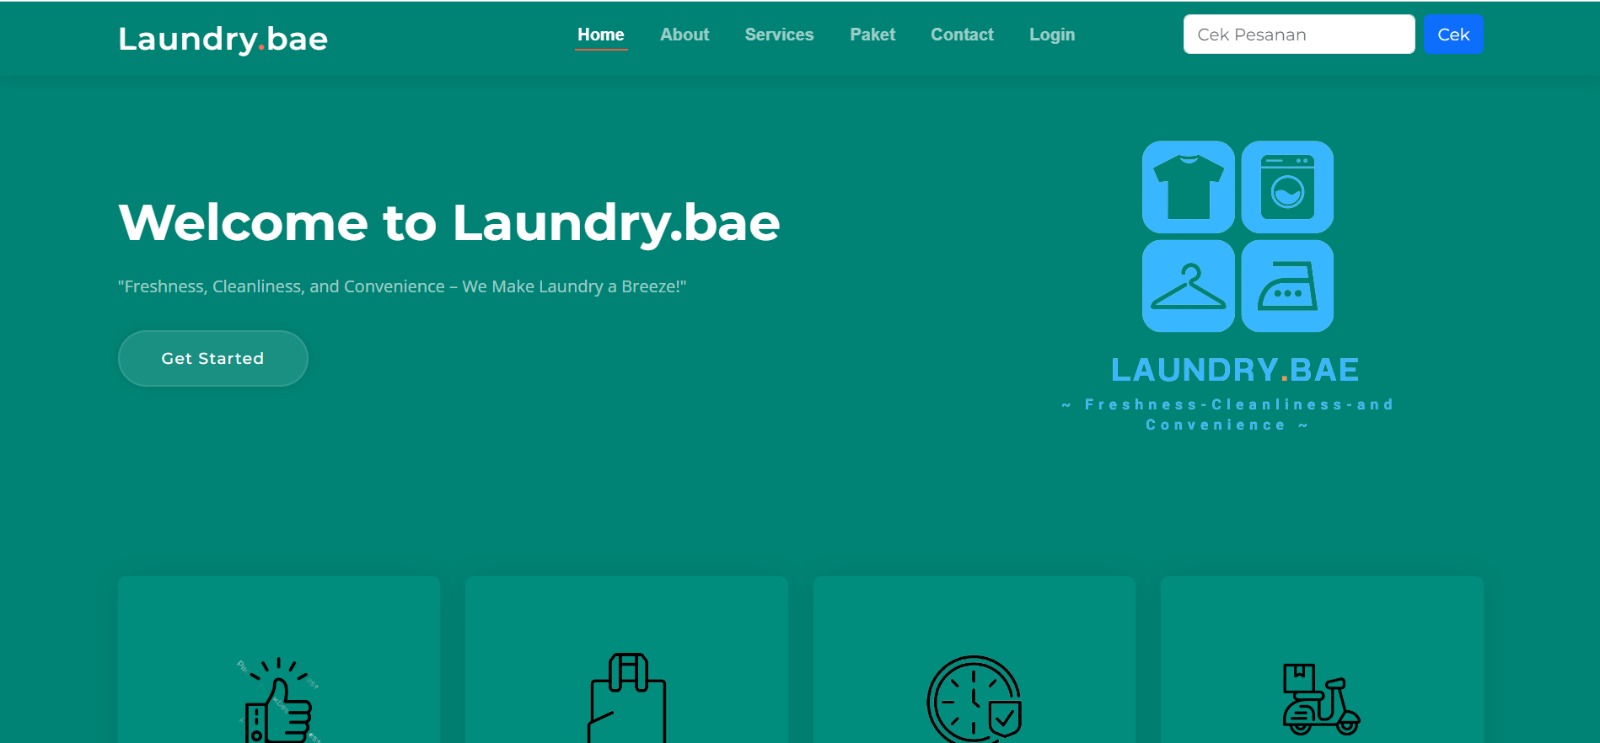 Laundry.bae
Home About Services Paket Contact Login
Cek Pesanan Cek
Welcome to Laundry.bae
"Freshness, Cleanliness, and Convenience – We Make Laundry a Breeze!"
Get Started
LAUNDRY.BAE
~ Freshness-Cleanliness-and
Convenience ~